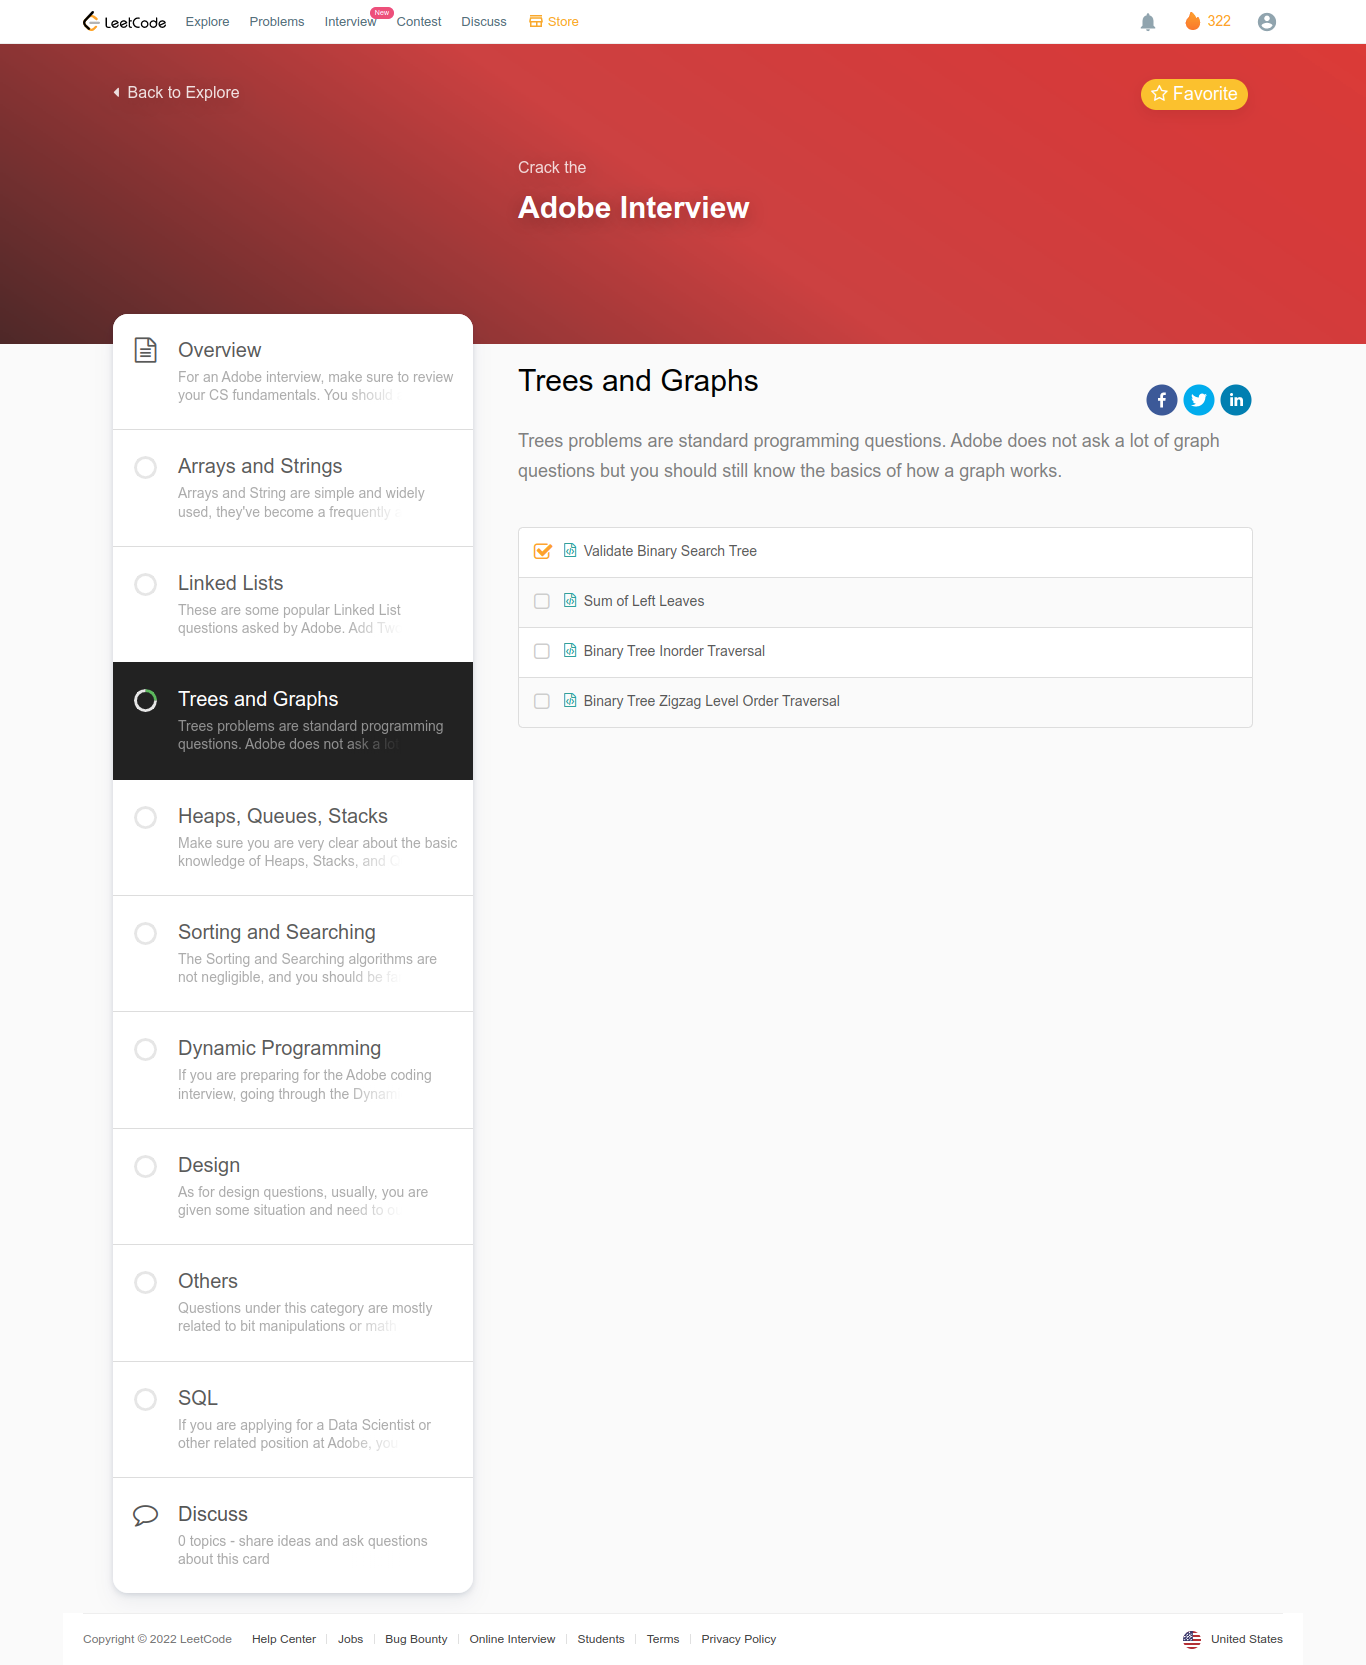 LeetCode Explore Problems Interview New Contest Discuss Store 322
Back to Explore
Favorite
Crack the
Adobe Interview
Overview
For an Adobe interview, make sure to review
your CS fundamentals. You should
Arrays and Strings
Arrays and String are simple and widely
used, they've become a frequently
Linked Lists
These are some popular Linked List
questions asked by Adobe. Add
Trees and Graphs
Trees problems are standard programming
questions. Adobe does not ask a lot
Heaps, Queues, Stacks
Make sure you are very clear about the basic
knowledge of Heaps, Stacks, and
Sorting and Searching
The Sorting and Searching algorithms are
not negligible, and you should be
Dynamic Programming
If you are preparing for the Adobe coding
interview, going through the
Design
As for design questions, usually, you are
given some situation and need to
Others
Questions under this category are mostly
related to bit manipulations or math
SQL
If you are applying for a Data Scientist or
other related position at Adobe,
Discuss
0 topics - share ideas and ask questions
about this card
Trees and Graphs
Trees problems are standard programming questions. Adobe does not ask a lot of graph
questions but you should still know the basics of how a graph works.
Validate Binary Search Tree
Sum of Left Leaves
Binary Tree Inorder Traversal
Binary Tree Zigzag Level Order Traversal
Copyright © 2022 LeetCode Help Center Jobs Bug Bounty Online Interview Students Terms Privacy Policy United States